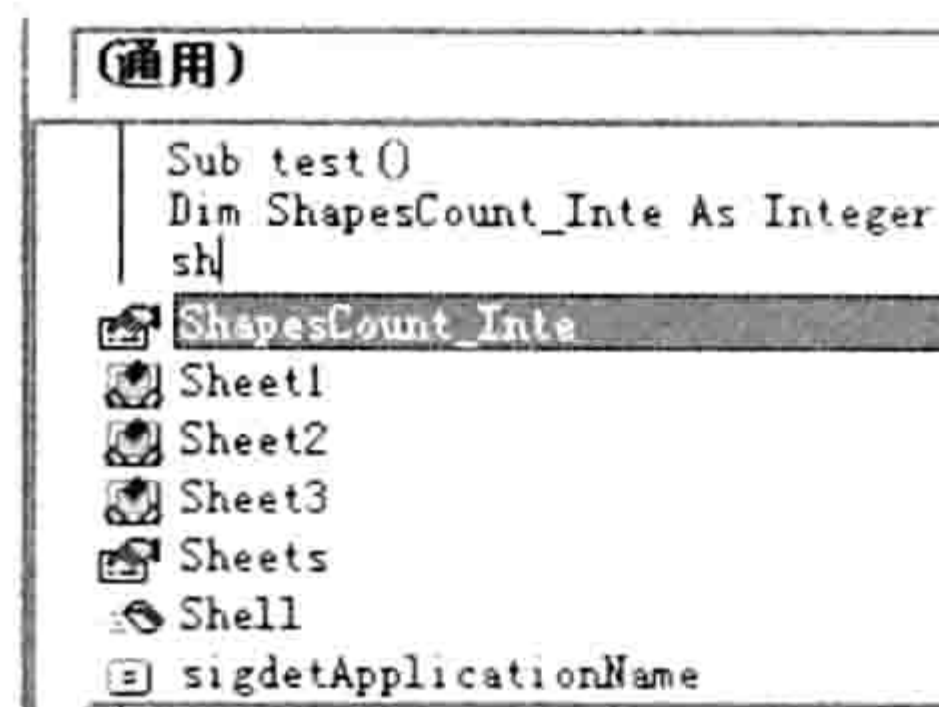 (通用)
Sub test()
Dim ShapesCount_Inte As Integer
sh
ShapesCount_Inte
Sheet1
Sheet2
Sheet3
Sheets
Shell
sigdetApplicationName